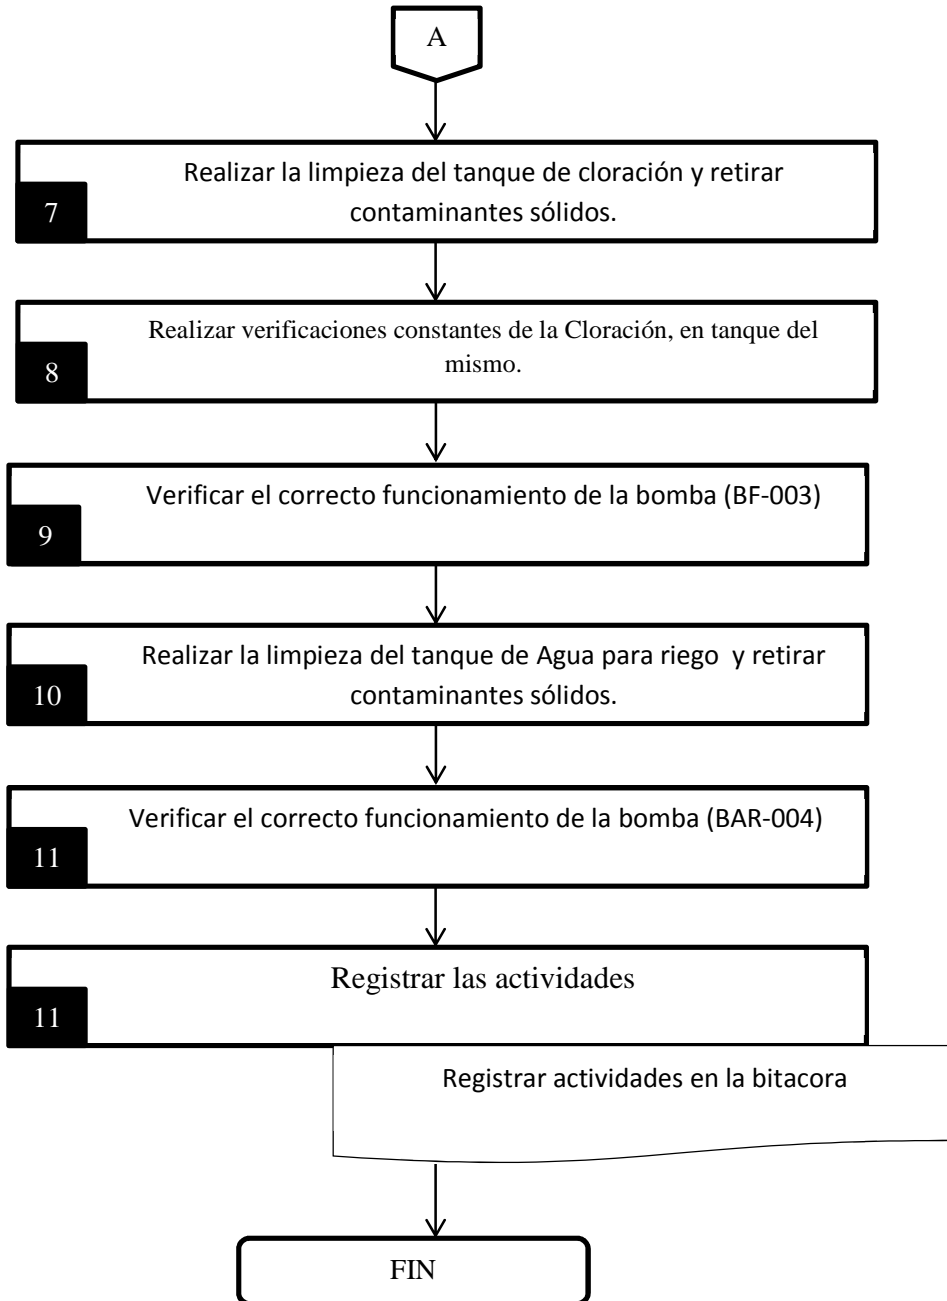 A
Realizar la limpieza del tanque de cloración y retirar
contaminantes sólidos.
7
Realizar verificaciones constantes de la Cloración, en tanque del
mismo.
8
Verificar el correcto funcionamiento de la bomba (BF-003)
9
Realizar la limpieza del tanque de Agua para riego  y retirar
contaminantes sólidos.
10
Verificar el correcto funcionamiento de la bomba (BAR-004)
11
Registrar las actividades
11
Registrar actividades en la bitacora
FIN